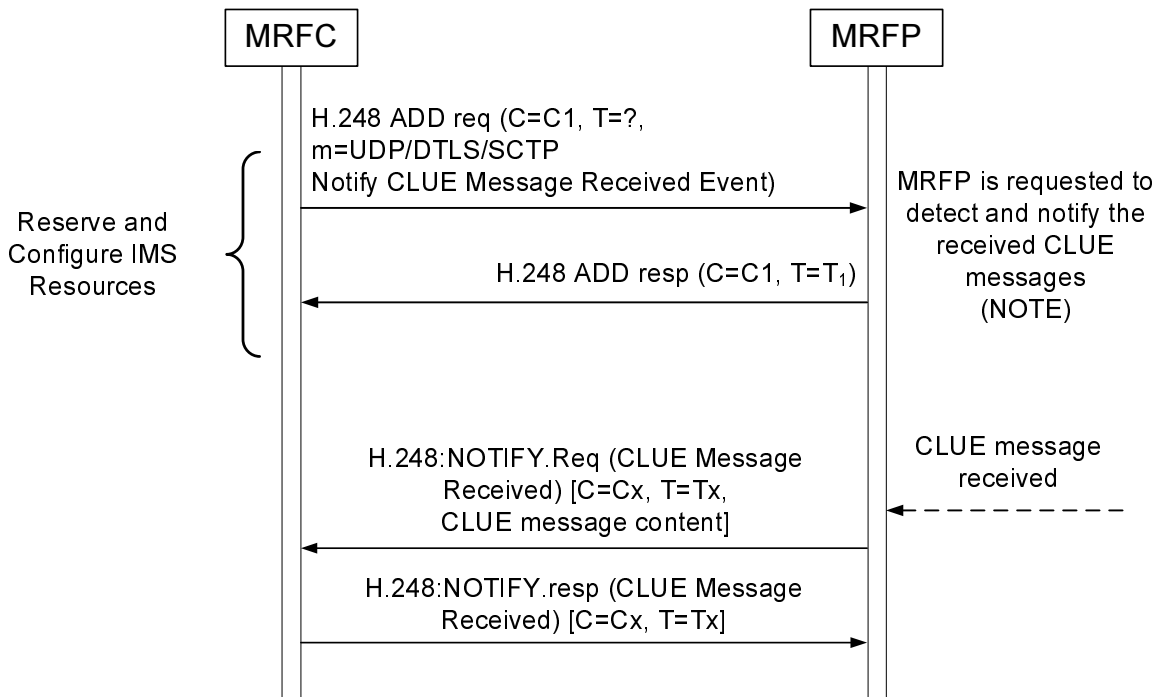 MRFC
MRFP
H.248 ADD req (C=C1, T=?,
m=UDP/DTLS/SCTP
Notify CLUE Message Received Event)
Reserve and
Configure IMS
Resources
MRFP is requested to
detect and notify the
received CLUE
messages
(NOTE)
H.248 ADD resp (C=C1, T=T₁)
CLUE message
received
H.248:NOTIFY.Req (CLUE Message
Received) [C=Cx, T=Tx,
CLUE message content]
H.248:NOTIFY.resp (CLUE Message
Received) [C=Cx, T=Tx]